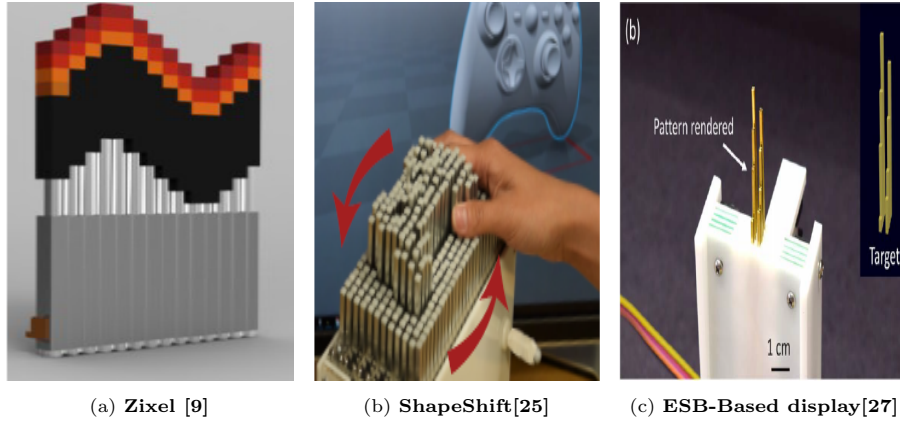 (b)
Pattern rendered
Target
1 cm
(a) Zixel [9]
(b) ShapeShift[25]
(c) ESB-Based display[27]